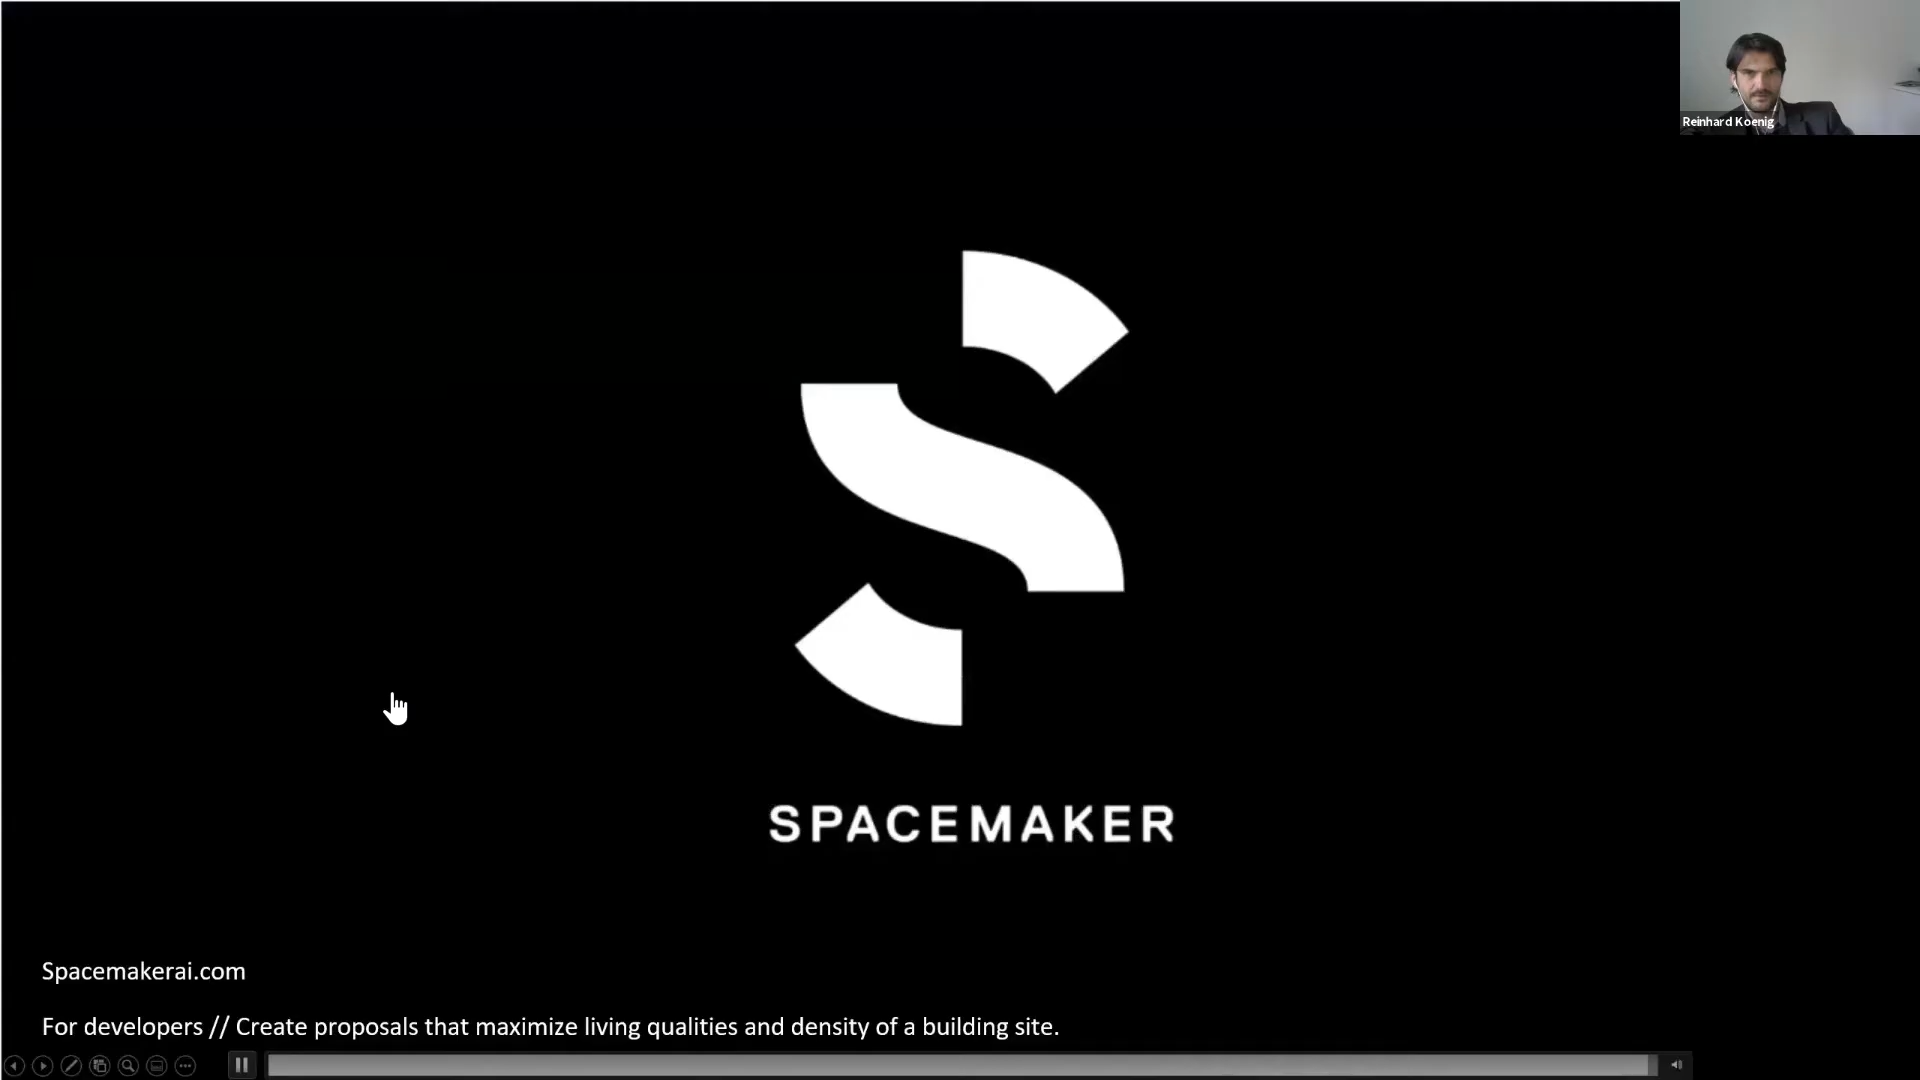 Reinhard Koenig
SPACEMAKER
Spacemakerai.com
For developers // Create proposals that maximize living qualities and density of a building site.